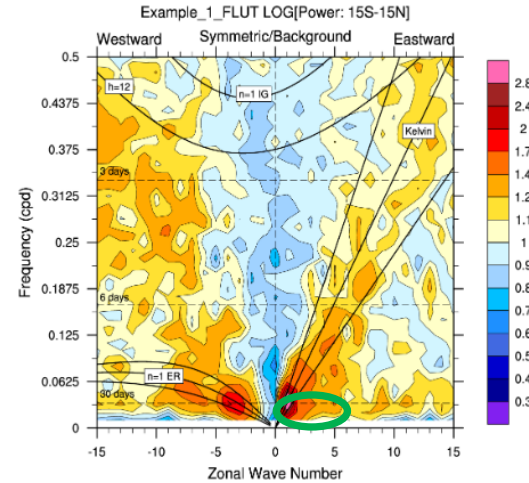 Example_1_FLUT LOG[Power: 15S-15N]
Westward Symmetric/Background Eastward
0.5
0.4375
0.375
0.3125
0.25
0.1875
0.125
0.0625
0
Frequency (cpd)
h=12
n=1 IG
Kelvin
3 days
6 days
n=1 ER
30 days
-15 -10 -5 0 5 10 15
Zonal Wave Number
2.8
2.4
2
1.7
1.4
1.2
1.1
1
0.9
0.8
0.7
0.6
0.5
0.4
0.3